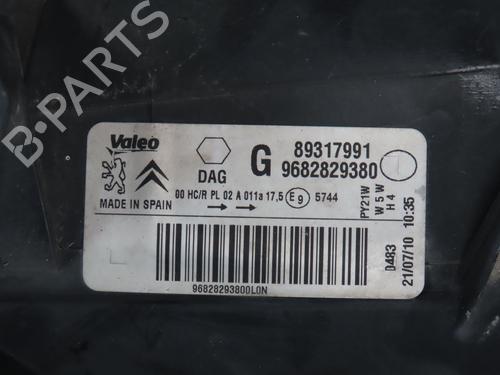 B-PARTS
Valeo
DAG
G
89317991
9682829380
MADE IN SPAIN
00 HC/R PL 02 A 011a 17,5 E9 5744
PY21W
W5W
H4
D483
21/07/10 10:35
96828293800L0N